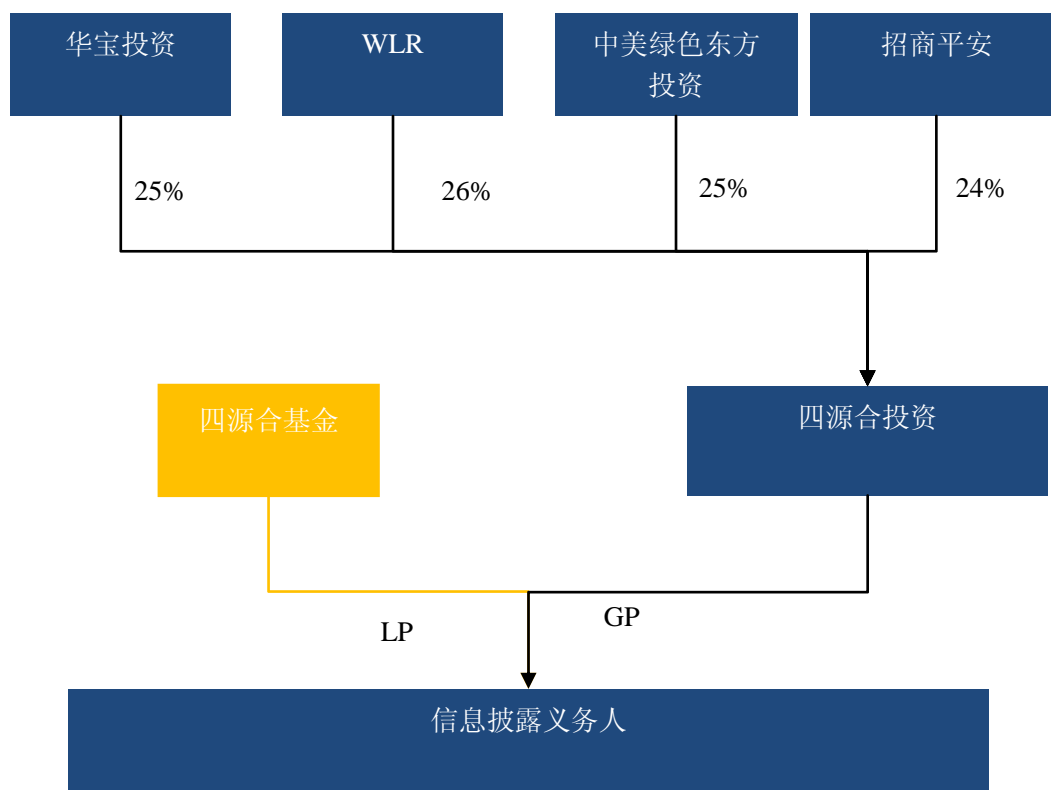 华宝投资
WLR
中美绿色东方
投资
招商平安
25%
26%
25%
24%
四源合基金
四源合投资
LP
GP
信息披露义务人